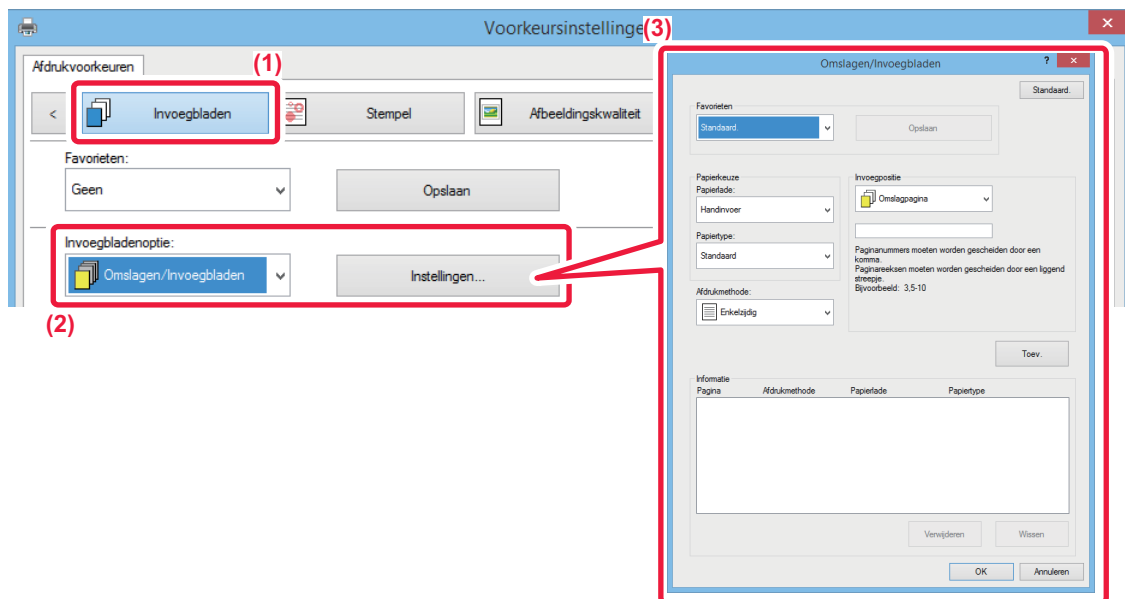 Voorkeursinstellinge
(3)
Afdrukvoorkeuren
(1)
<
Invoegbladen
Stempel
Afbeeldingskwaliteit
Favorieten:
Geen
Opslaan
Invoegbladenoptie:
Omslagen/Invoegbladen
Instellingen...
(2)
Omslagen/Invoegbladen
?
Standaard.
Favorieten
Standaard.
Opslaan
Papierkeuze
Papierlade:
Handinvoer
Papiertype:
Standaard
Afdrukmethode:
Enkelzijdig
Invoegpositie
Omslagpagina
Paginanummers moeten worden gescheiden door een
komma.
Paginareeksen moeten worden gescheiden door een liggend
streepje.
Bijvoorbeeld: 3,5-10
Toev.
Informatie
Pagina Afdrukmethode Papierlade Papiertype
Verwijderen
Wissen
OK
Annuleren